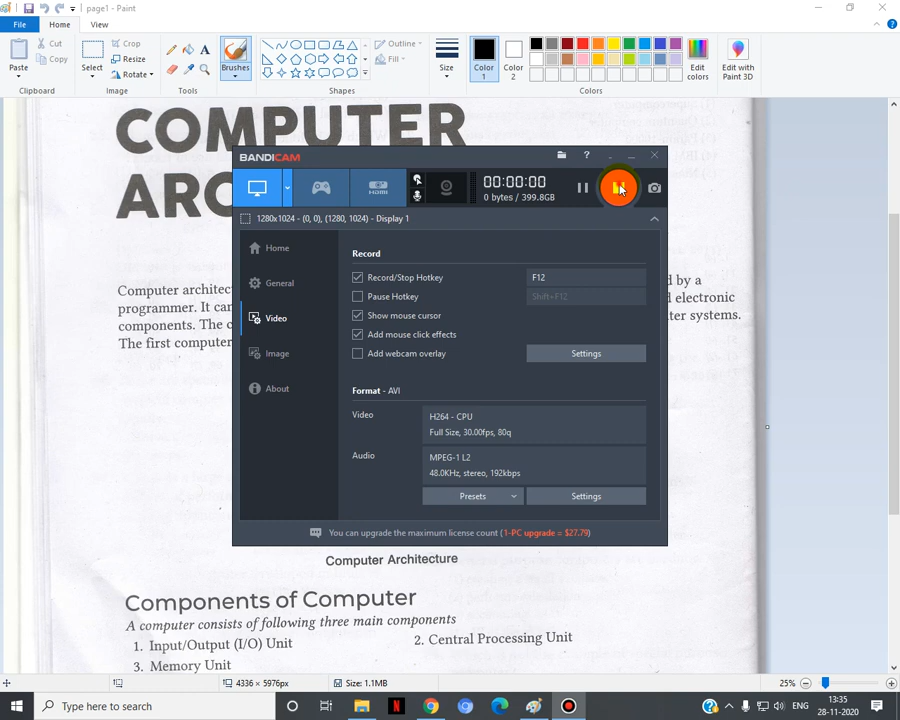 page1 - Paint
File Home View
Paste
Cut
Copy
Clipboard
Select
Crop
Resize
Rotate
Image
A
Tools
Brushes
Shapes
Outline
Fill
Size
Color 1
Color 2
Edit colors
Colors
Edit with Paint 3D
COMPUTER
ARC
Computer architec
programmer. It can
components. The c
The first computer
d by a
d electronic
ter systems.
BANDICAM
HDMI
00:00:00
0 bytes / 399.8GB
1280x1024 - (0, 0), (1280, 1024) - Display 1
Home
General
Video
Image
About
Record
Record/Stop Hotkey F12
Pause Hotkey Shift+F12
Show mouse cursor
Add mouse click effects
Add webcam overlay Settings
Format - AVI
Video H264 - CPU
Full Size, 30.00fps, 80q
Audio MPEG-1 L2
48.0KHz, stereo, 192kbps
Presets Settings
You can upgrade the maximum license count (1-PC upgrade = $27.79)
Computer Architecture
Components of Computer
A computer consists of following three main components
1. Input/Output (I/O) Unit 2. Central Processing Unit
3. Memory Unit
4336 × 5976px Size: 1.1MB 25%
Type here to search
ENG
13:35
28-11-2020